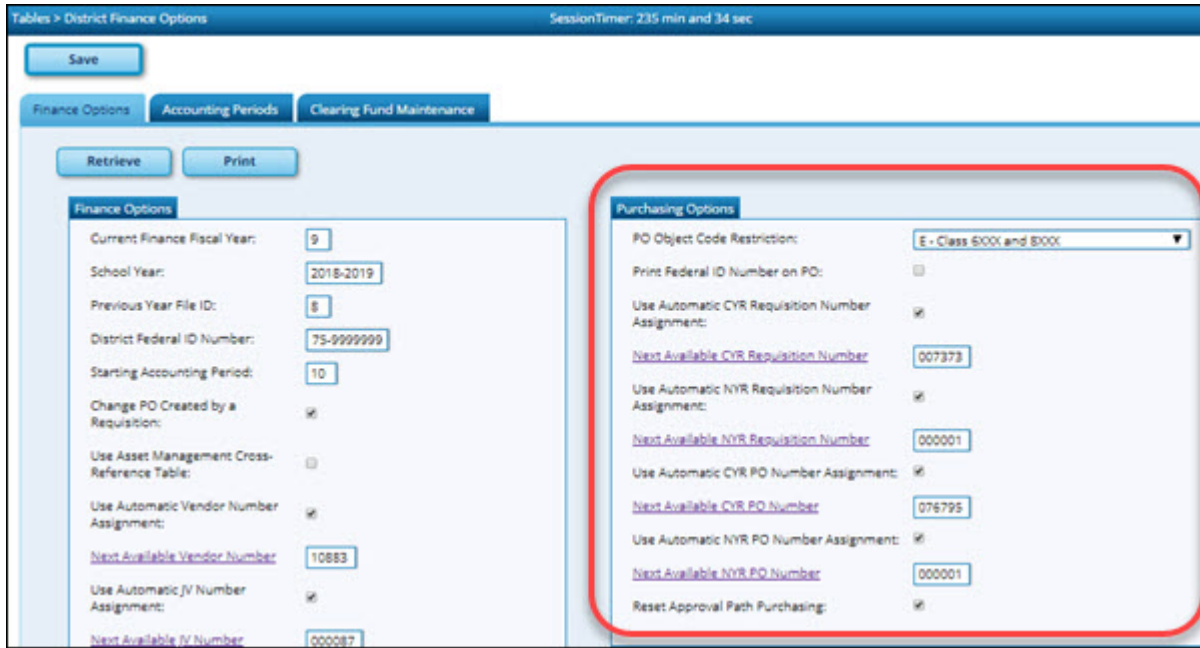 Tables > District Finance Options
SessionTimer: 235 min and 34 sec
Save
Finance Options
Accounting Periods
Clearing Fund Maintenance
Retrieve
Print
Finance Options
Current Finance Fiscal Year:
9
School Year:
2018-2019
Previous Year File ID:
8
District Federal ID Number:
75-9999999
Starting Accounting Period:
10
Change PO Created by a
Requisition:
Use Asset Management Cross-
Reference Table:
Use Automatic Vendor Number
Assignment:
Next Available Vendor Number
10883
Use Automatic JV Number
Assignment:
Next Available JV Number
000087
Purchasing Options
PO Object Code Restriction:
E - Class 6XXX and 8XXX
Print Federal ID Number on PO:
Use Automatic CYR Requisition Number
Assignment:
Next Available CYR Requisition Number
007373
Use Automatic NYR Requisition Number
Assignment:
Next Available NYR Requisition Number
000001
Use Automatic CYR PO Number Assignment:
Next Available CYR PO Number
076795
Use Automatic NYR PO Number Assignment:
Next Available NYR PO Number
000001
Reset Approval Path Purchasing: